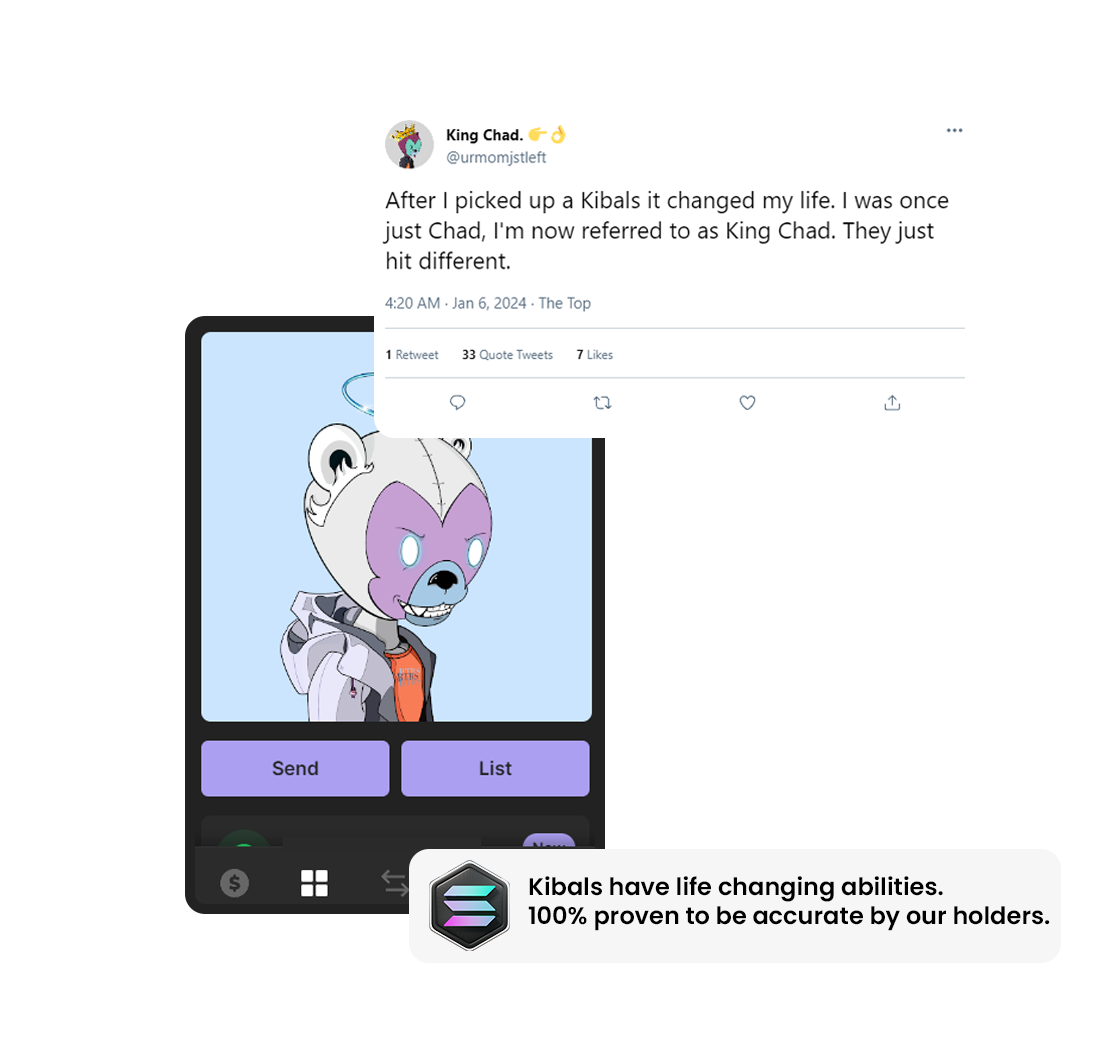 King Chad. 👉👌
@urmomjstleft
After I picked up a Kibals it changed my life. I was once
just Chad, I'm now referred to as King Chad. They just
hit different.
4:20 AM · Jan 6, 2024 · The Top
1 Retweet 33 Quote Tweets 7 Likes
Send List
Kibals have life changing abilities.
100% proven to be accurate by our holders.